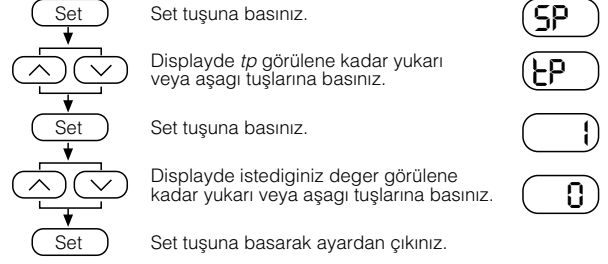 Set
Set tuşuna basınız.
SP
Displayde tp görülene kadar yukarı
veya aşagı tuşlarına basınız.
tP
Set
Set tuşuna basınız.
1
Displayde istediginiz deger görülene
kadar yukarı veya aşagı tuşlarına basınız.
0
Set
Set tuşuna basarak ayardan çıkınız.